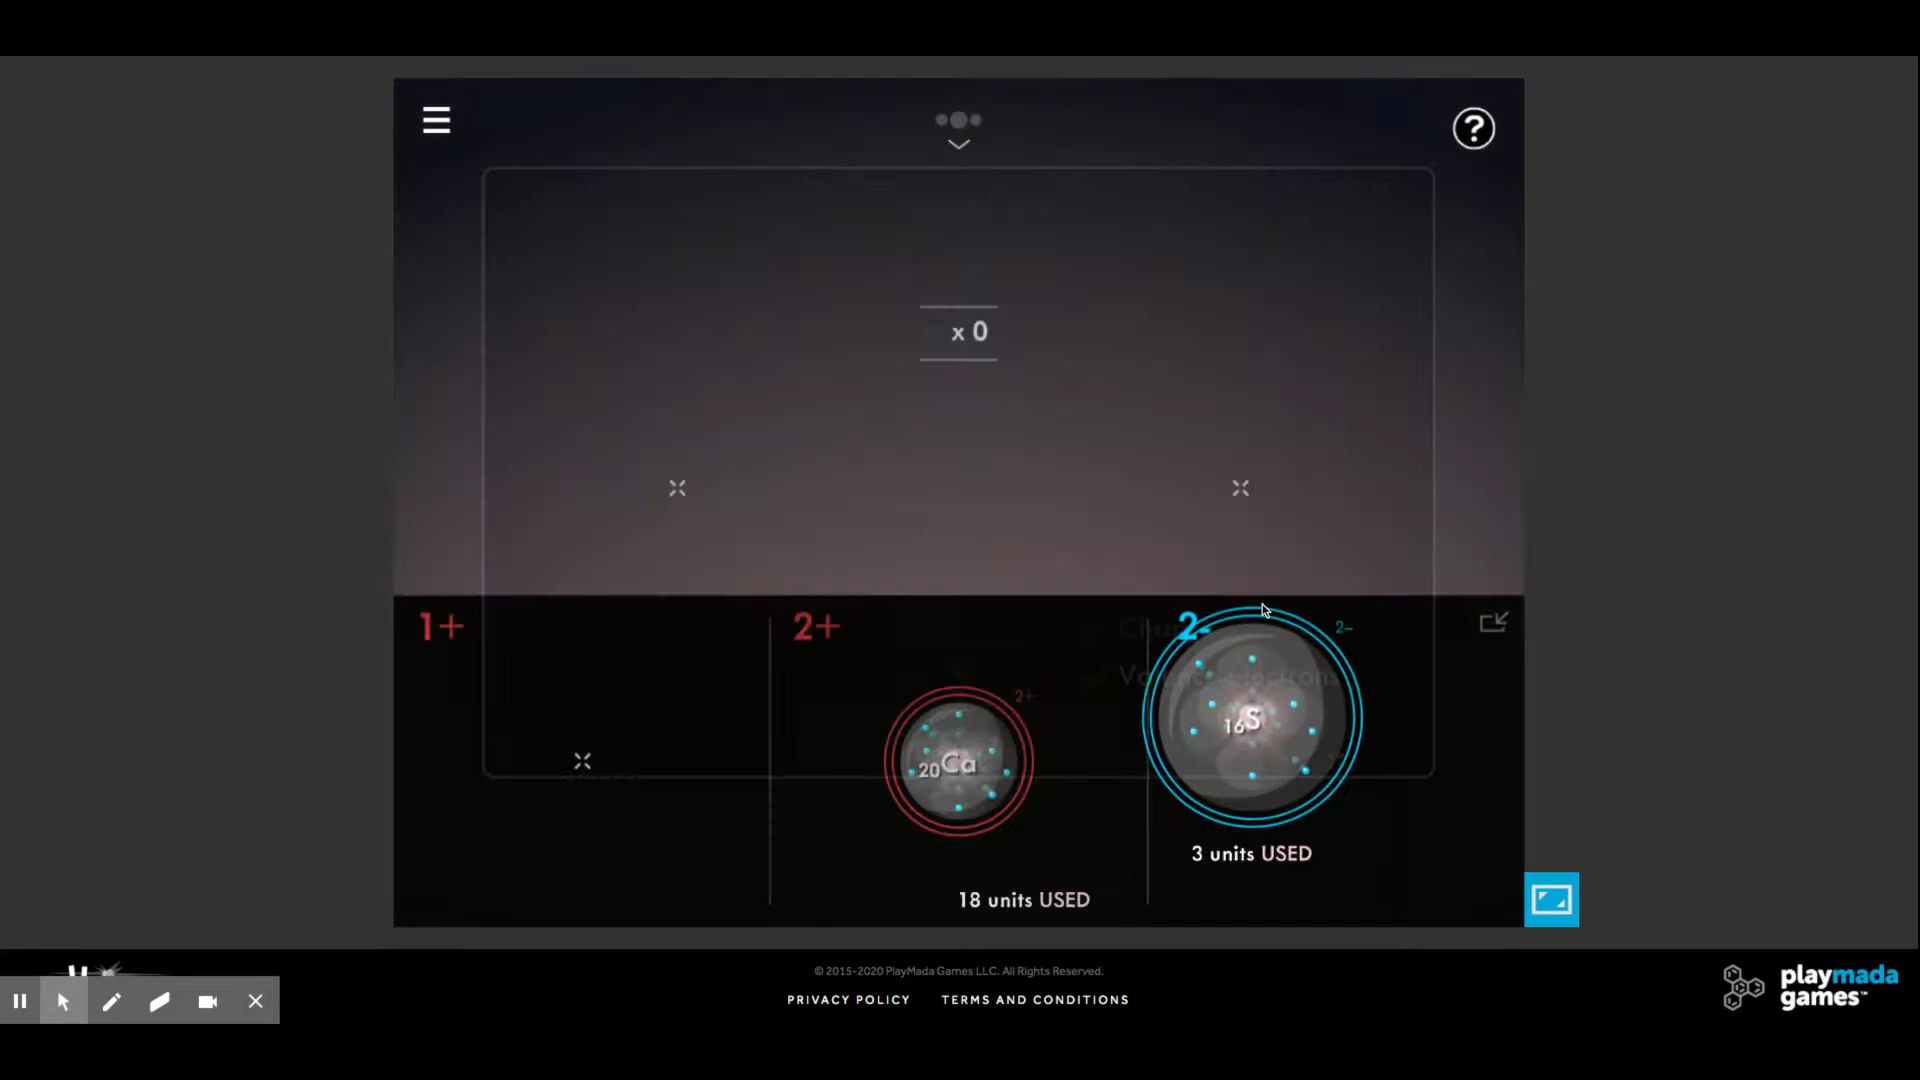 x 0
1+
2+
2-
2–
2+
16S
20Ca
3 units USED
18 units USED
© 2015-2020 PlayMada Games LLC. All Rights Reserved.
PRIVACY POLICY TERMS AND CONDITIONS
playmada
games™